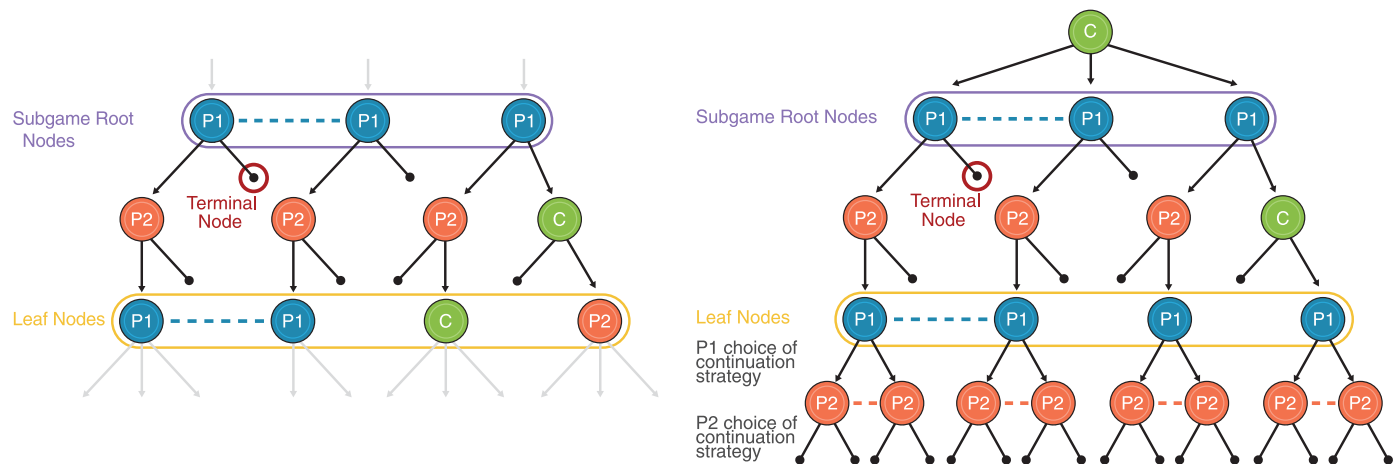 Subgame Root
Nodes
P1
P1
P1
Terminal
Node
P2
P2
P2
C
Leaf Nodes
P1
P1
C
P2
C
Subgame Root Nodes
P1
P1
P1
Terminal
Node
P2
P2
P2
C
Leaf Nodes
P1
P1
P1
P1
P1 choice of
continuation
strategy
P2
P2
P2
P2
P2
P2
P2
P2
P2 choice of
continuation
strategy